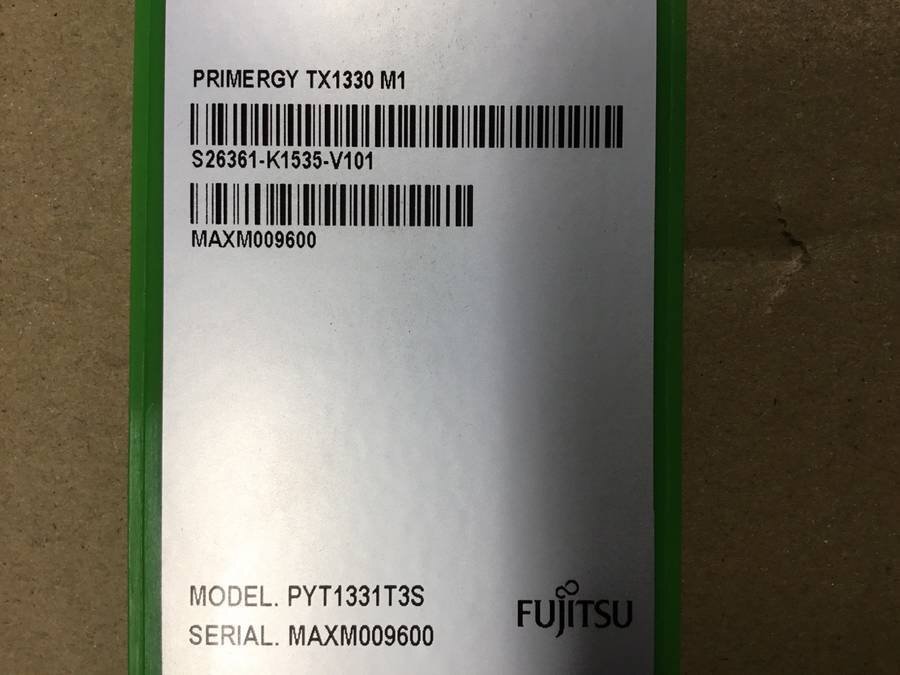 PRIMERGY TX1330 M1
S26361-K1535-V101
MAXM009600
MODEL. PYT1331T3S
SERIAL. MAXM009600
FUJITSU